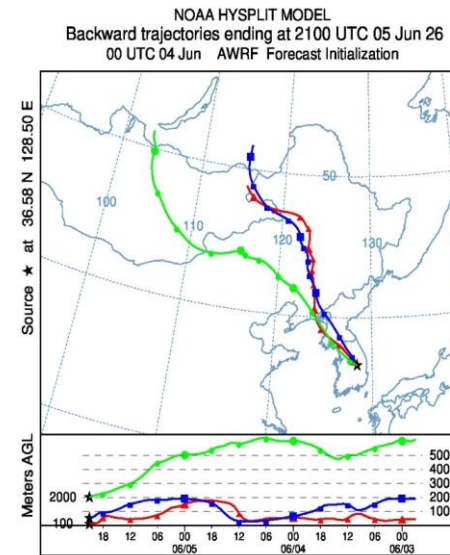 NOAA HYSPLIT MODEL
Backward trajectories ending at 2100 UTC 05 Jun 26
00 UTC 04 Jun AWRF Forecast Initialization
Source ★ at 36.58 N 128.50 E
100
110
120
130
50
Meters AGL
2000
100
500
400
300
200
100
18 12 06 00 18 12 06 00 18 12 06 00
06/05 06/04 06/03